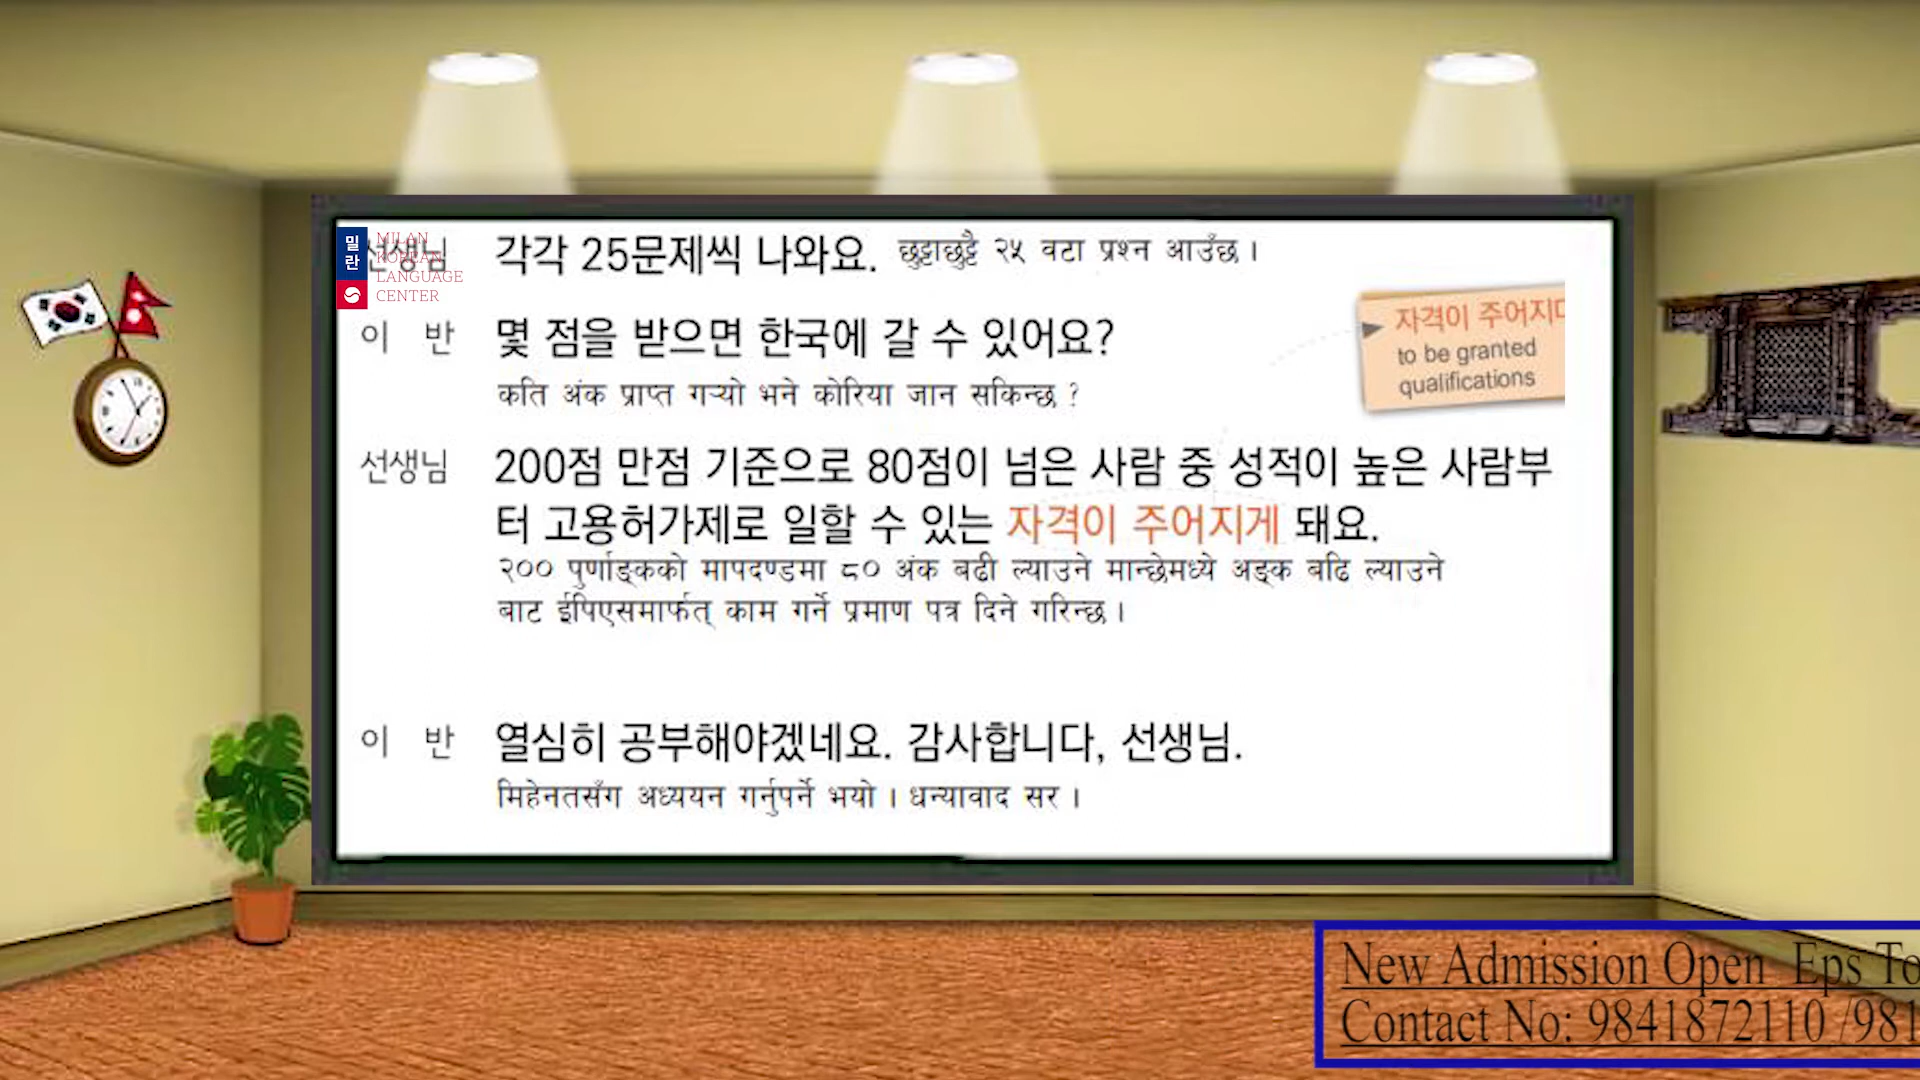 밀란
MILAN
KOREAN
LANGUAGE
CENTER
선생님 각각 25문제씩 나와요. छुट्टाछुट्टै २५ वटा प्रश्न आउँछ ।
이 반 몇 점을 받으면 한국에 갈 수 있어요?
कति अंक प्राप्त गऱ्यो भने कोरिया जान सकिन्छ ?
자격이 주어지다
to be granted
qualifications
선생님 200점 만점 기준으로 80점이 넘은 사람 중 성적이 높은 사람부
터 고용허가제로 일할 수 있는 자격이 주어지게 돼요.
२०० पुर्णाङ्कको मापदण्डमा ८० अंक बढी ल्याउने मान्छेमध्ये अङ्क बढि ल्याउने
बाट ईपिएसमार्फत् काम गर्ने प्रमाण पत्र दिने गरिन्छ ।
이 반 열심히 공부해야겠네요. 감사합니다, 선생님.
मिहेनतसँग अध्ययन गर्नुपर्ने भयो । धन्यावाद सर ।
New Admission Open Eps To
Contact No: 9841872110 /981